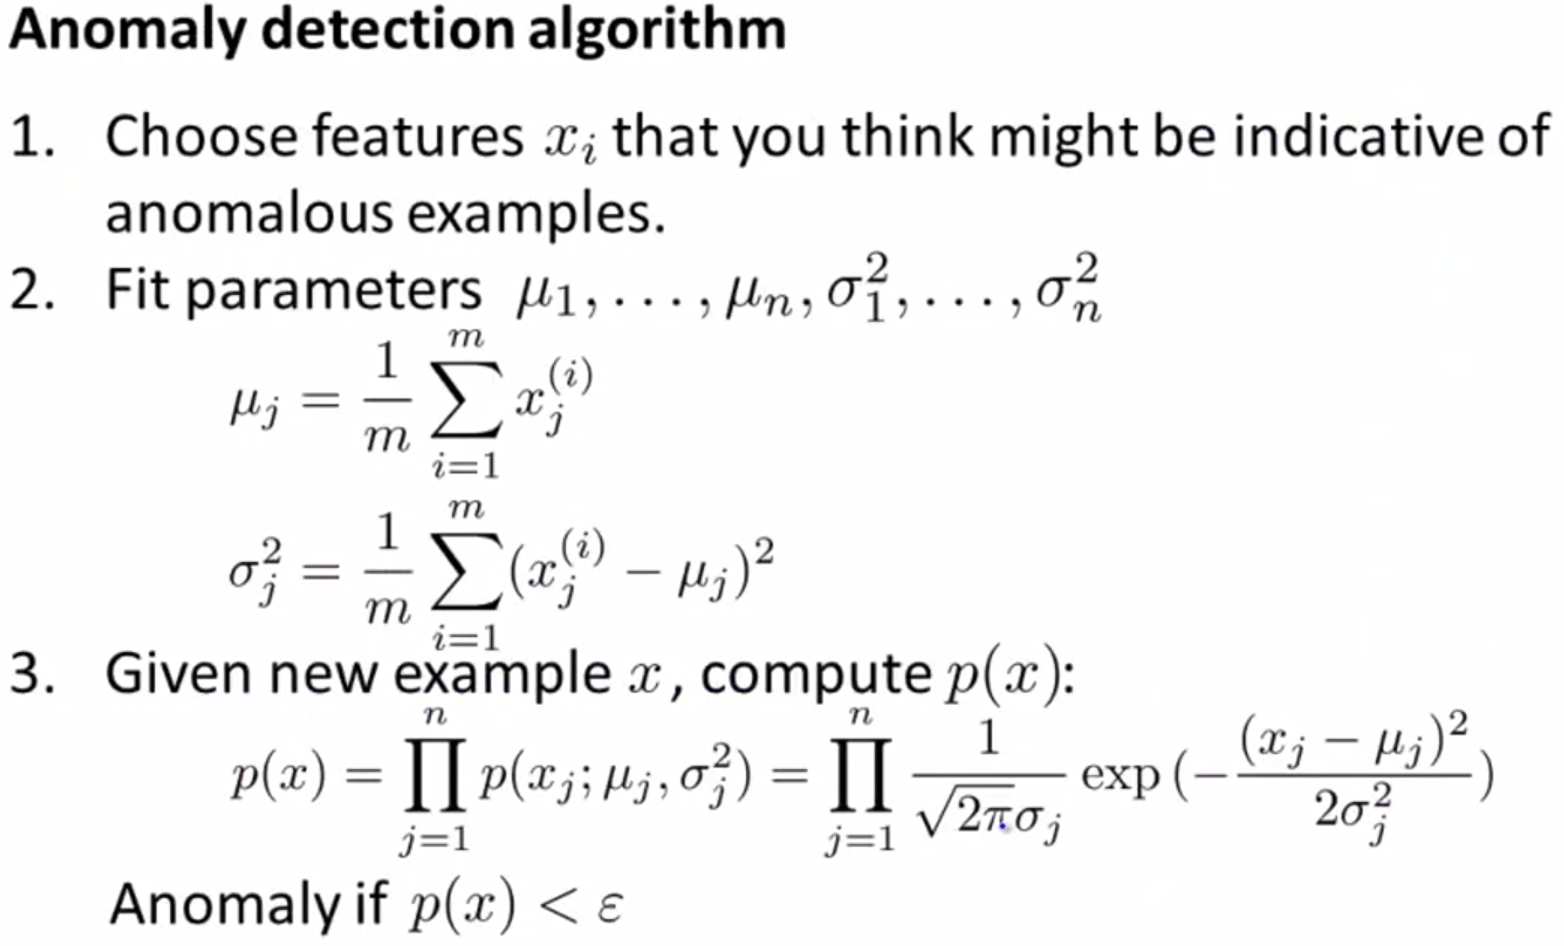 Anomaly detection algorithm
1. Choose features $x_i$ that you think might be indicative of
anomalous examples.
2. Fit parameters $\mu_1, \ldots, \mu_n, \sigma_1^2, \ldots, \sigma_n^2$
$\mu_j = \frac{1}{m} \sum_{i=1}^{m} x_j^{(i)}$
$\sigma_j^2 = \frac{1}{m} \sum_{i=1}^{m} (x_j^{(i)} - \mu_j)^2$
3. Given new example $x$, compute $p(x)$:
$p(x) = \prod_{j=1}^{n} p(x_j; \mu_j, \sigma_j^2) = \prod_{j=1}^{n} \frac{1}{\sqrt{2\pi}\sigma_j} \exp(-\frac{(x_j - \mu_j)^2}{2\sigma_j^2})$
Anomaly if $p(x) < \varepsilon$